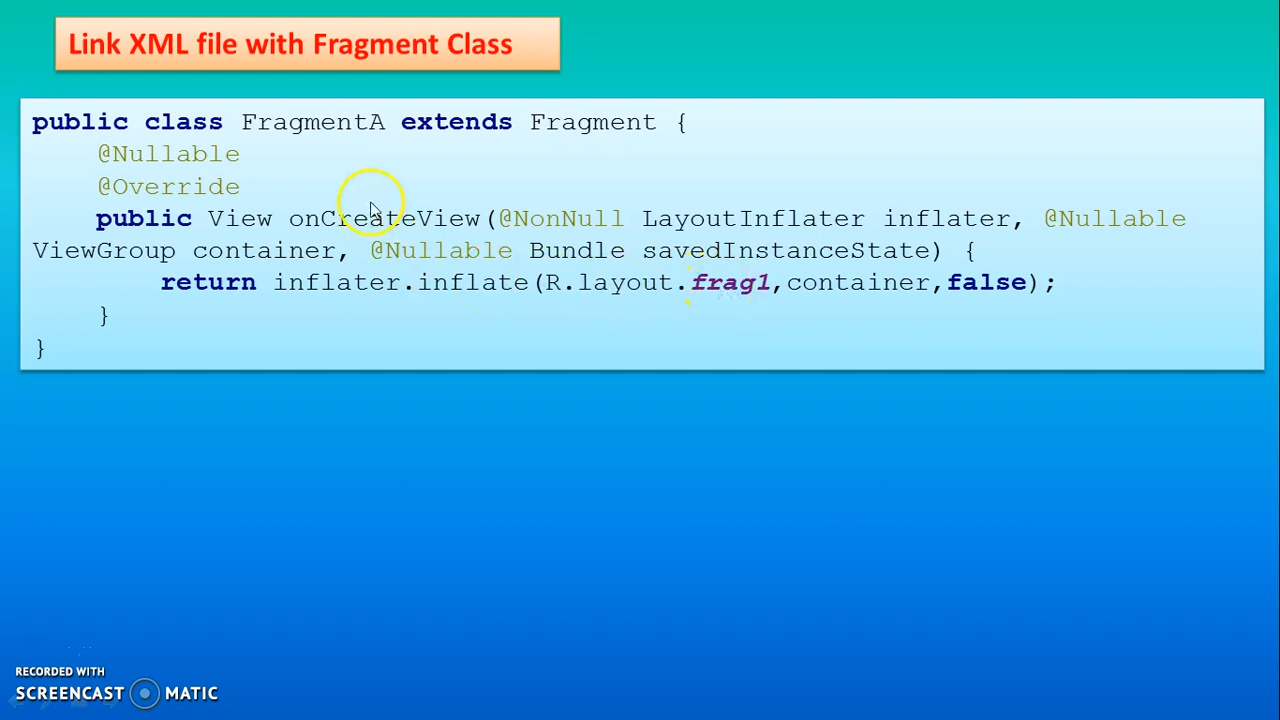 Link XML file with Fragment Class
public class FragmentA extends Fragment {
@Nullable
@Override
public View onCreateView(@NonNull LayoutInflater inflater, @Nullable
ViewGroup container, @Nullable Bundle savedInstanceState) {
return inflater.inflate(R.layout.frag1,container,false);
}
}
RECORDED WITH
SCREENCAST MATIC